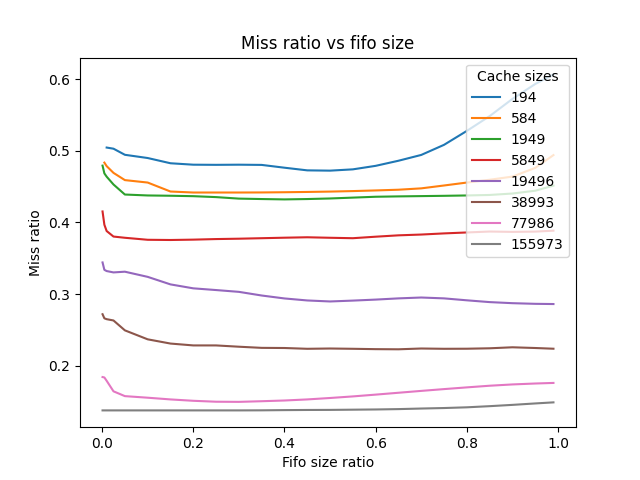 Miss ratio vs fifo size
Miss ratio
0.6
0.5
0.4
0.3
0.2
Cache sizes
194
584
1949
5849
19496
38993
77986
155973
0.0 0.2 0.4 0.6 0.8 1.0
Fifo size ratio